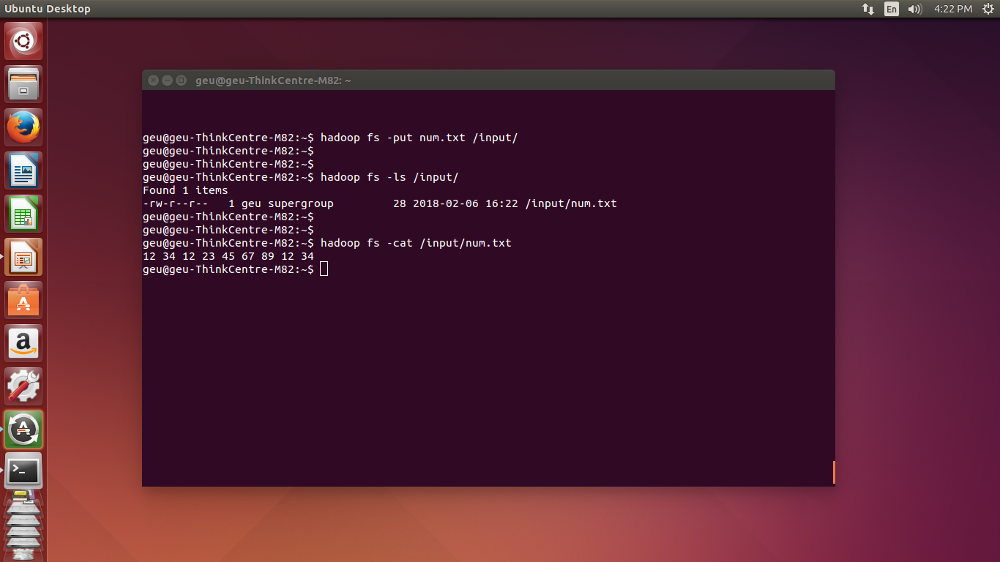 Ubuntu Desktop
En
4:22 PM
geu@geu-ThinkCentre-M82: ~
geu@geu-ThinkCentre-M82:~$ hadoop fs -put num.txt /input/
geu@geu-ThinkCentre-M82:~$
geu@geu-ThinkCentre-M82:~$
geu@geu-ThinkCentre-M82:~$ hadoop fs -ls /input/
Found 1 items
-rw-r--r--   1 geu supergroup         28 2018-02-06 16:22 /input/num.txt
geu@geu-ThinkCentre-M82:~$
geu@geu-ThinkCentre-M82:~$
geu@geu-ThinkCentre-M82:~$ hadoop fs -cat /input/num.txt
12 34 12 23 45 67 89 12 34
geu@geu-ThinkCentre-M82:~$